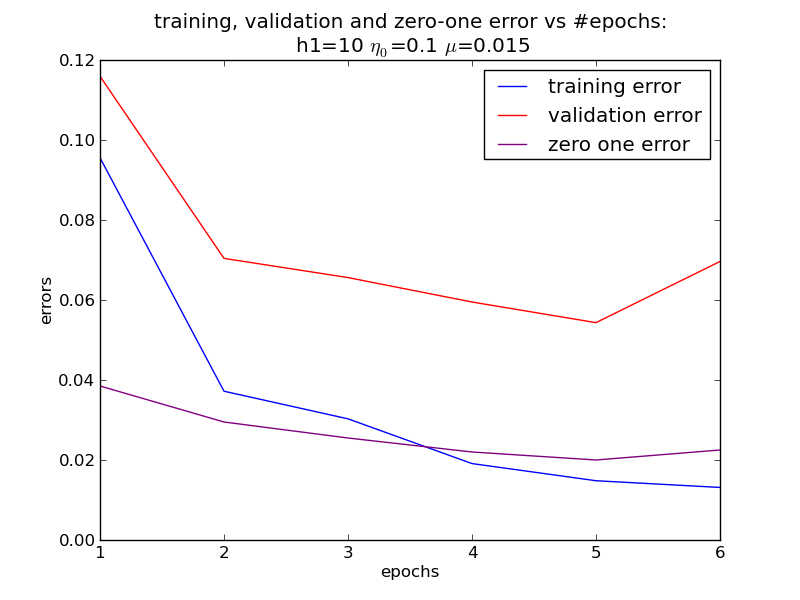 training, validation and zero-one error vs #epochs:
h1=10 η₀=0.1 μ=0.015
training error
validation error
zero one error
0.12
0.10
0.08
0.06
0.04
0.02
0.00
errors
1 2 3 4 5 6
epochs